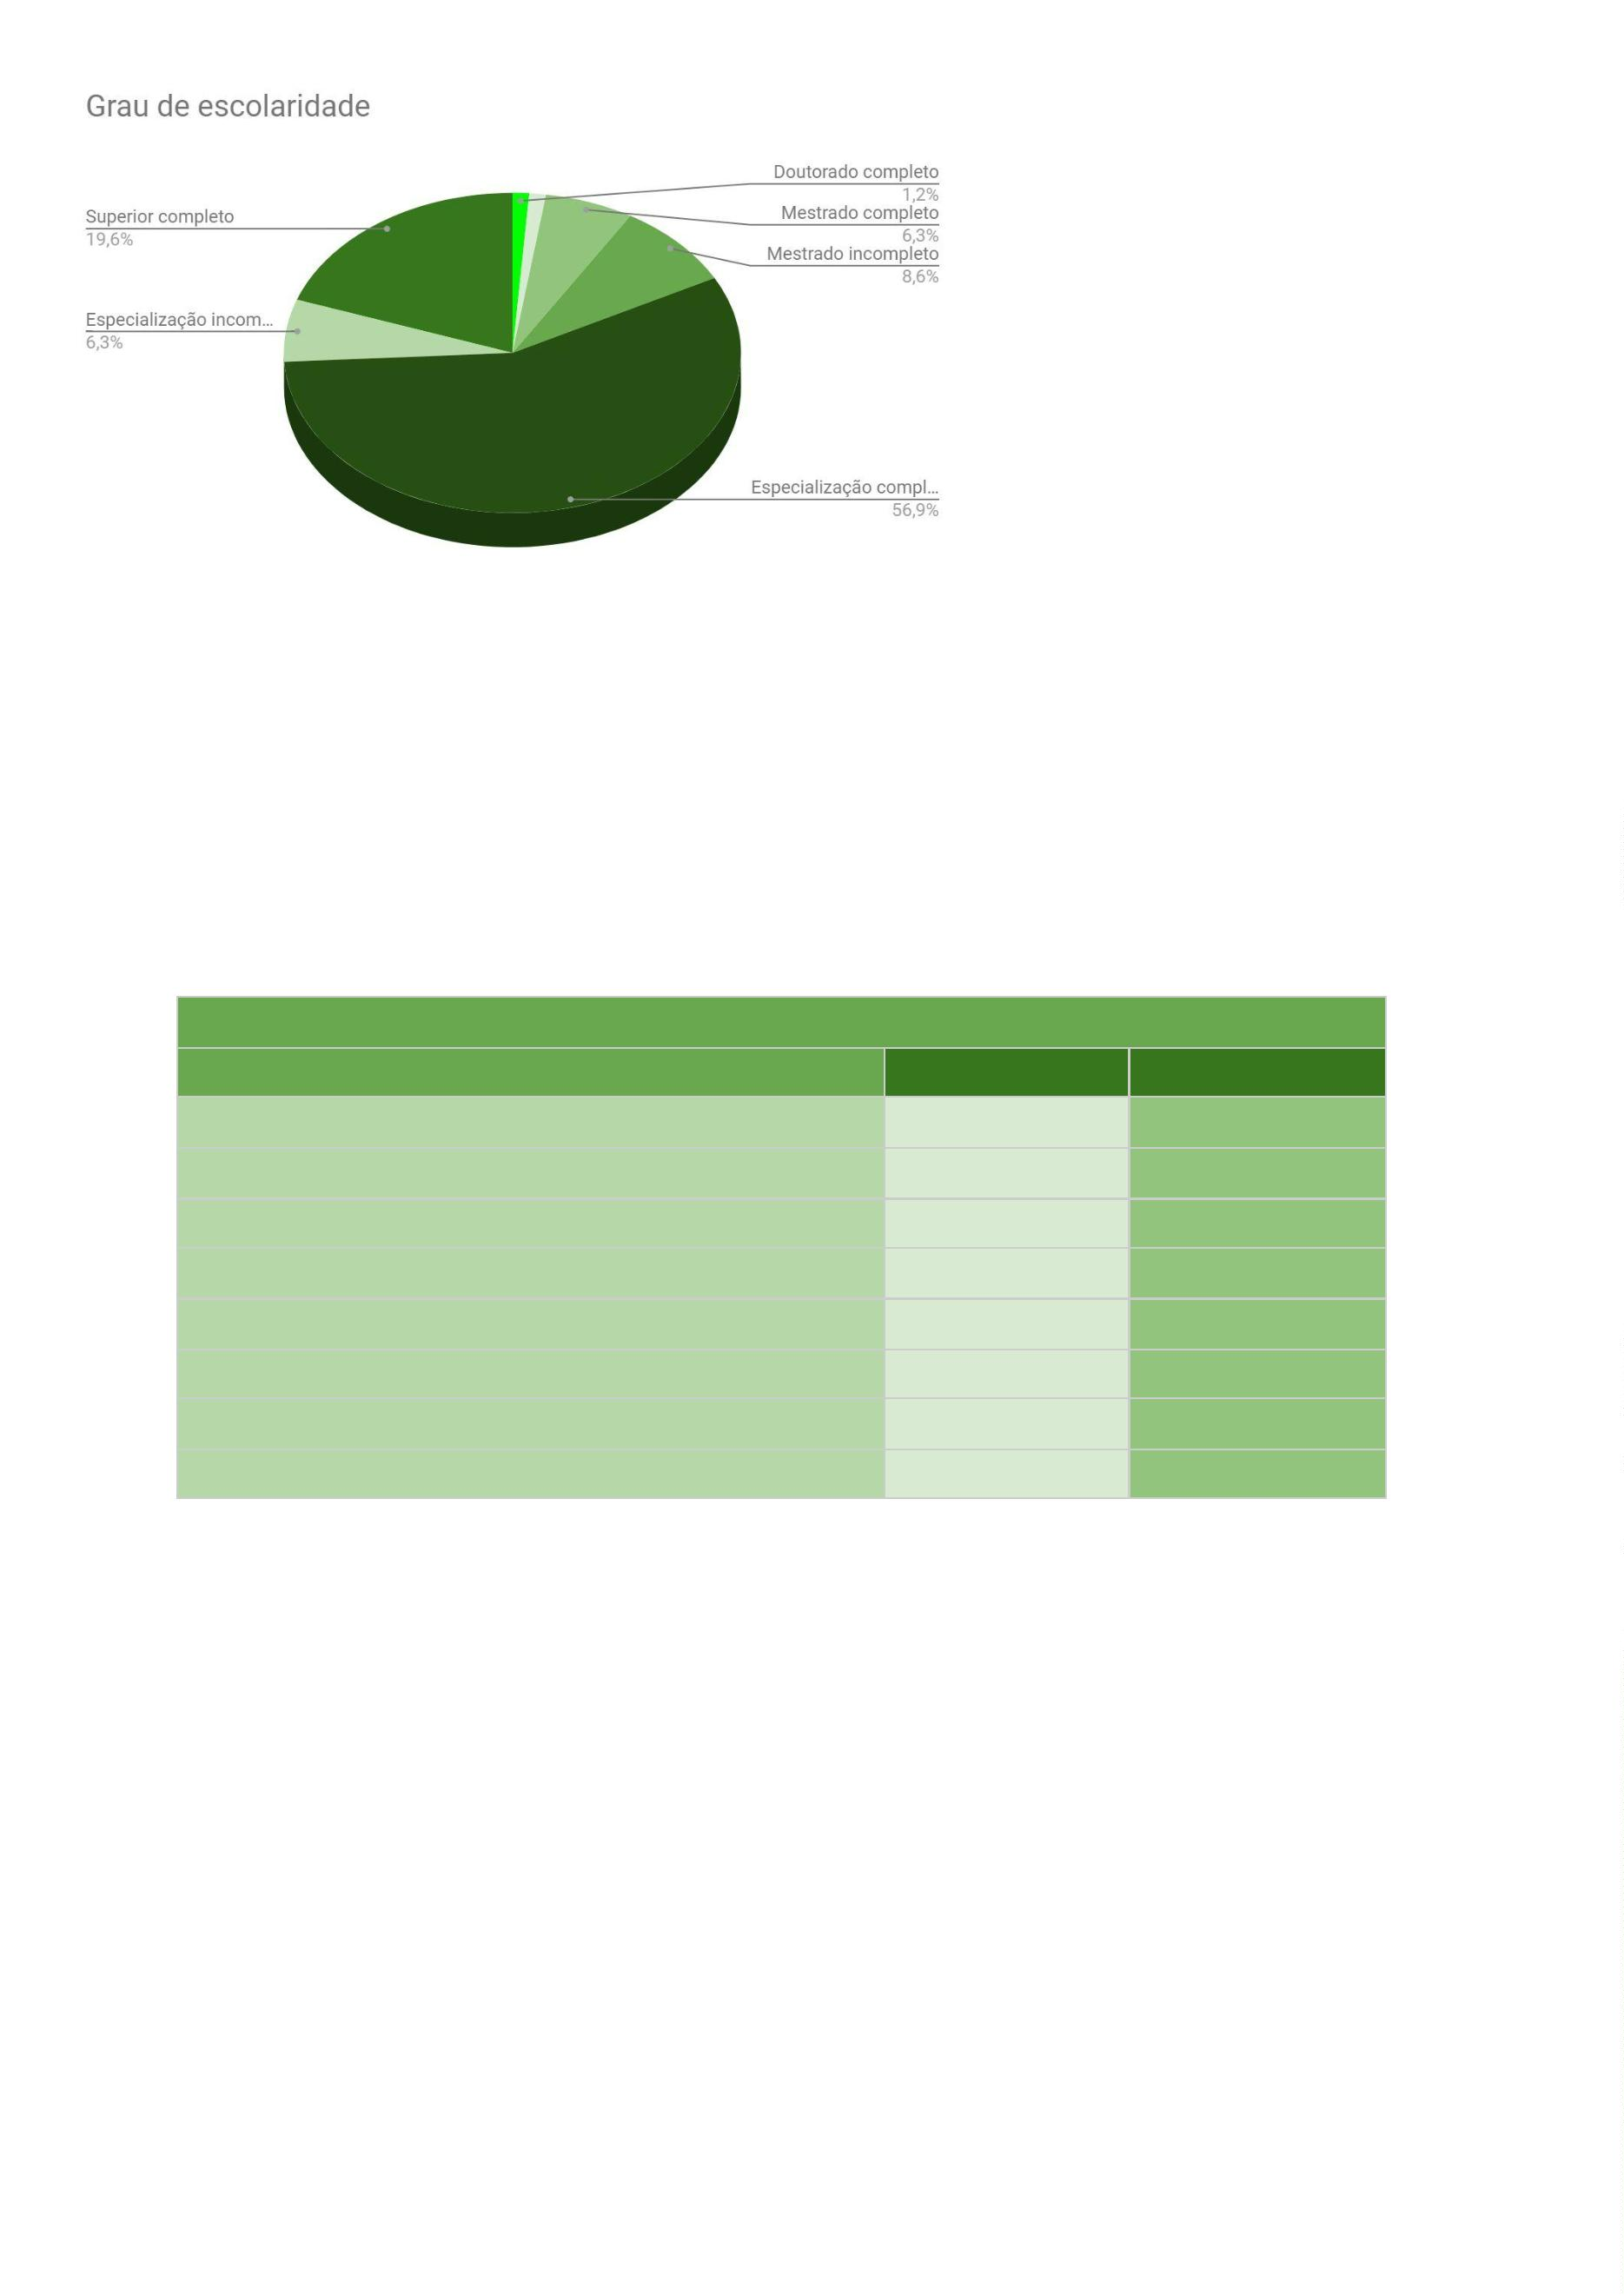 Grau de escolaridade
Doutorado completo
1,2%
Mestrado completo
6,3%
Mestrado incompleto
8,6%
Superior completo
19,6%
Especialização incom...
6,3%
Especialização compl...
56,9%